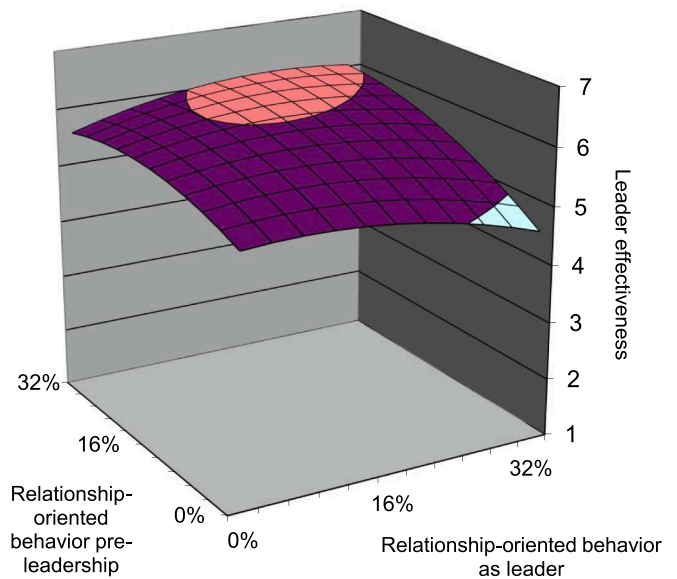 7
6
5
4
3
2
1
Leader effectiveness
32%
16%
0%
Relationship-
oriented
behavior pre-
leadership
0%
16%
32%
Relationship-oriented behavior
as leader